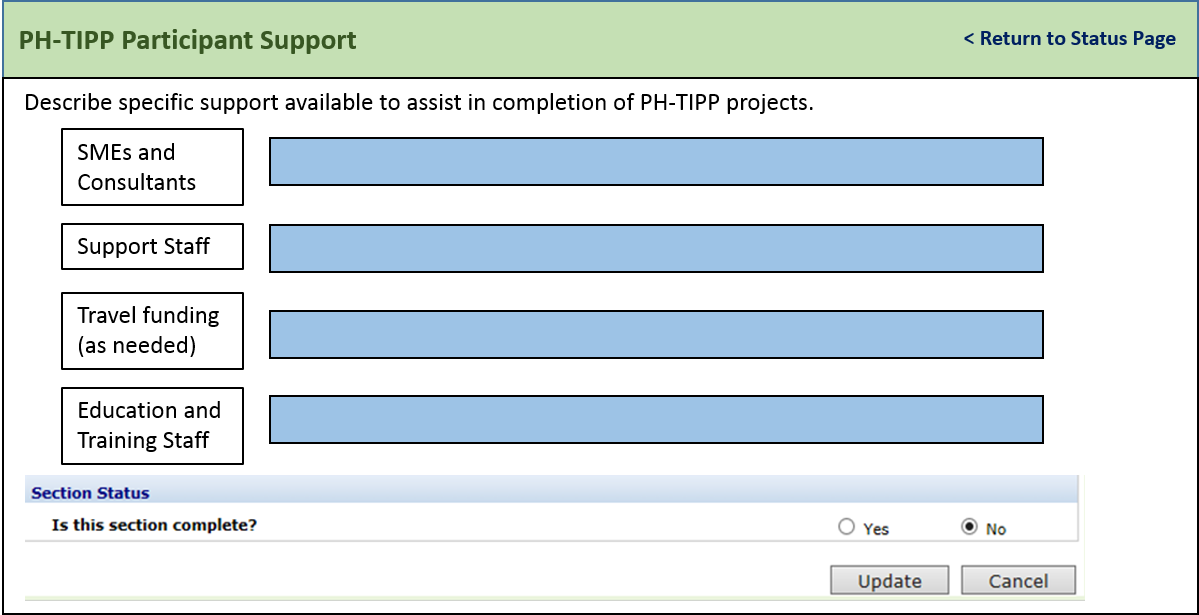 PH-TIPP Participant Support
< Return to Status Page
Describe specific support available to assist in completion of PH-TIPP projects.
SMEs and
Consultants
Support Staff
Travel funding
(as needed)
Education and
Training Staff
Section Status
Is this section complete?
Yes
No
Update
Cancel